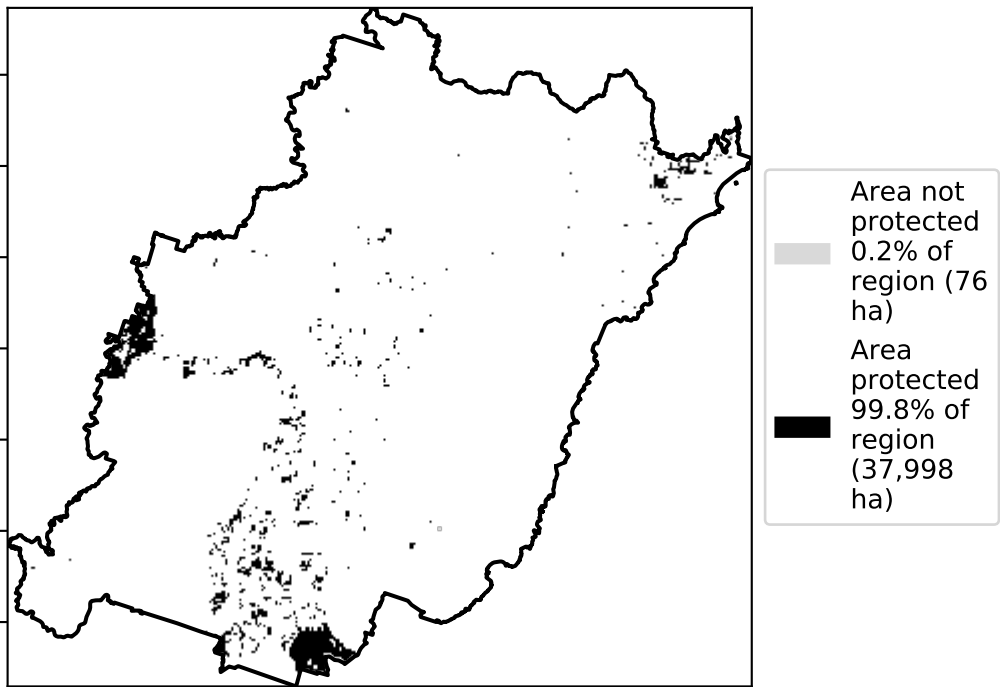 Area not
protected
0.2% of
region (76
ha)
Area
protected
99.8% of
region
(37,998
ha)